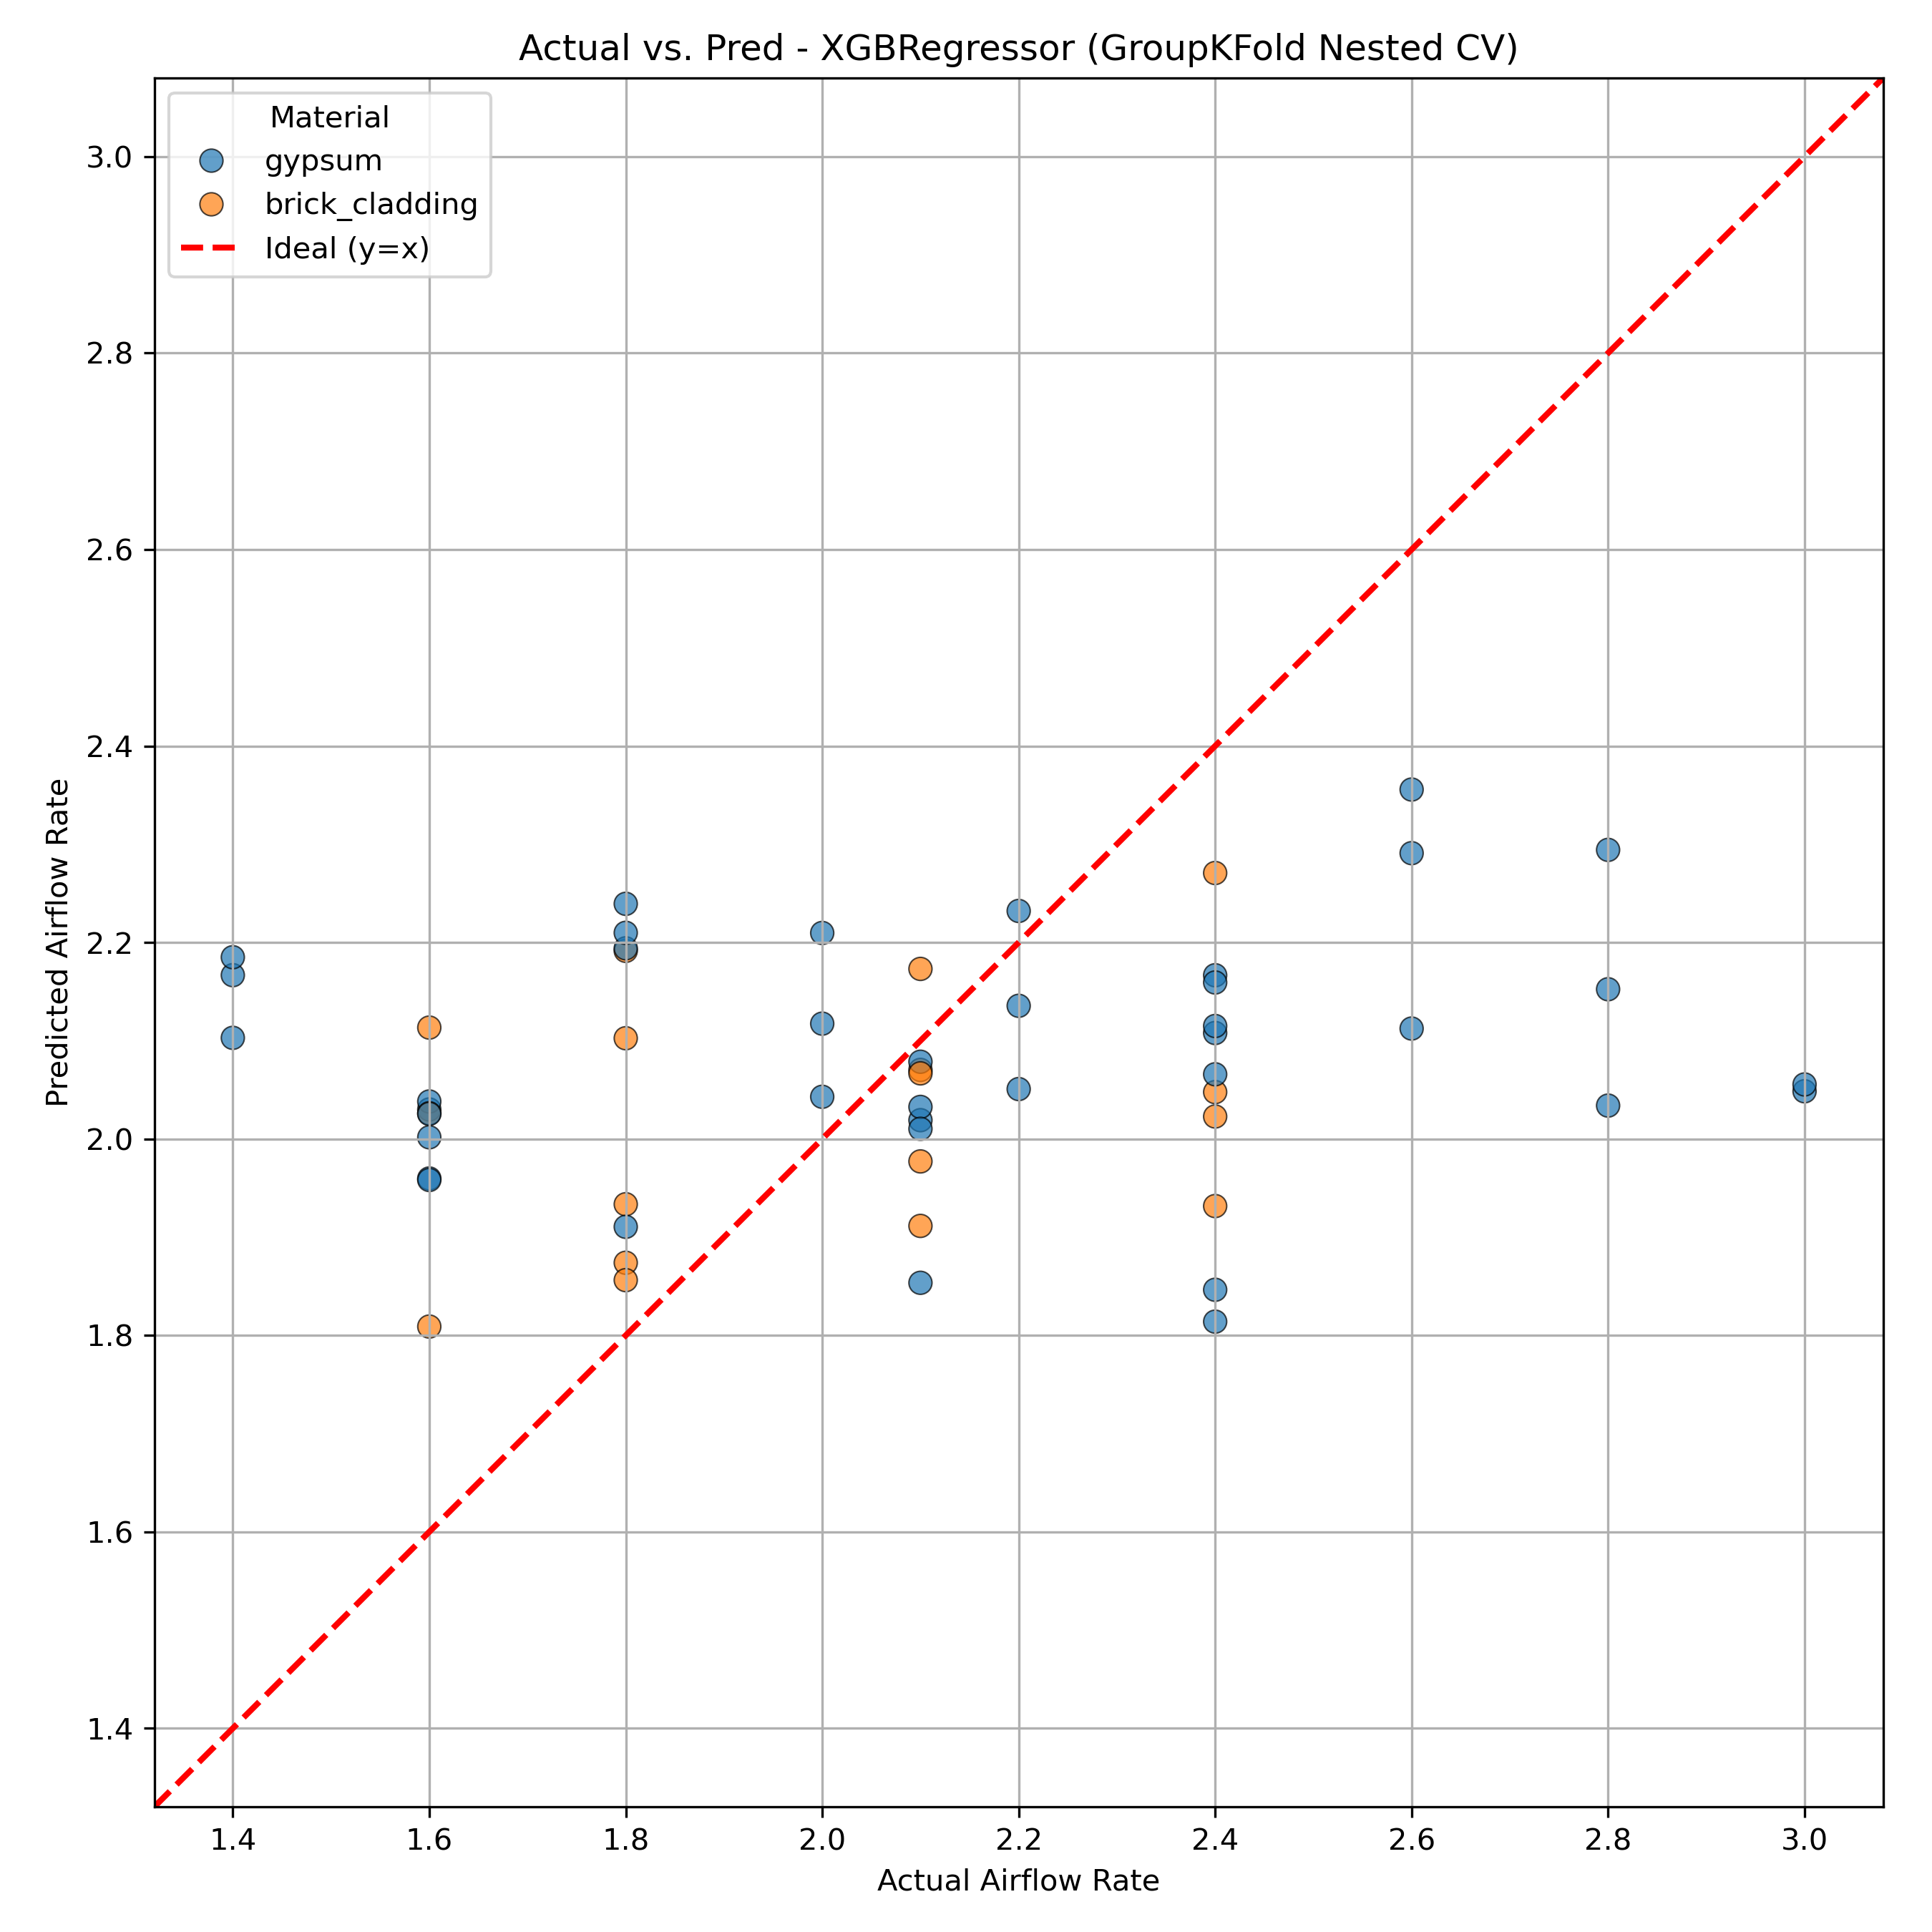 Actual vs. Pred - XGBRegressor (GroupKFold Nested CV)
Material
gypsum
brick_cladding
Ideal (y=x)
3.0
2.8
2.6
2.4
2.2
2.0
1.8
1.6
1.4
Predicted Airflow Rate
1.4 1.6 1.8 2.0 2.2 2.4 2.6 2.8 3.0
Actual Airflow Rate